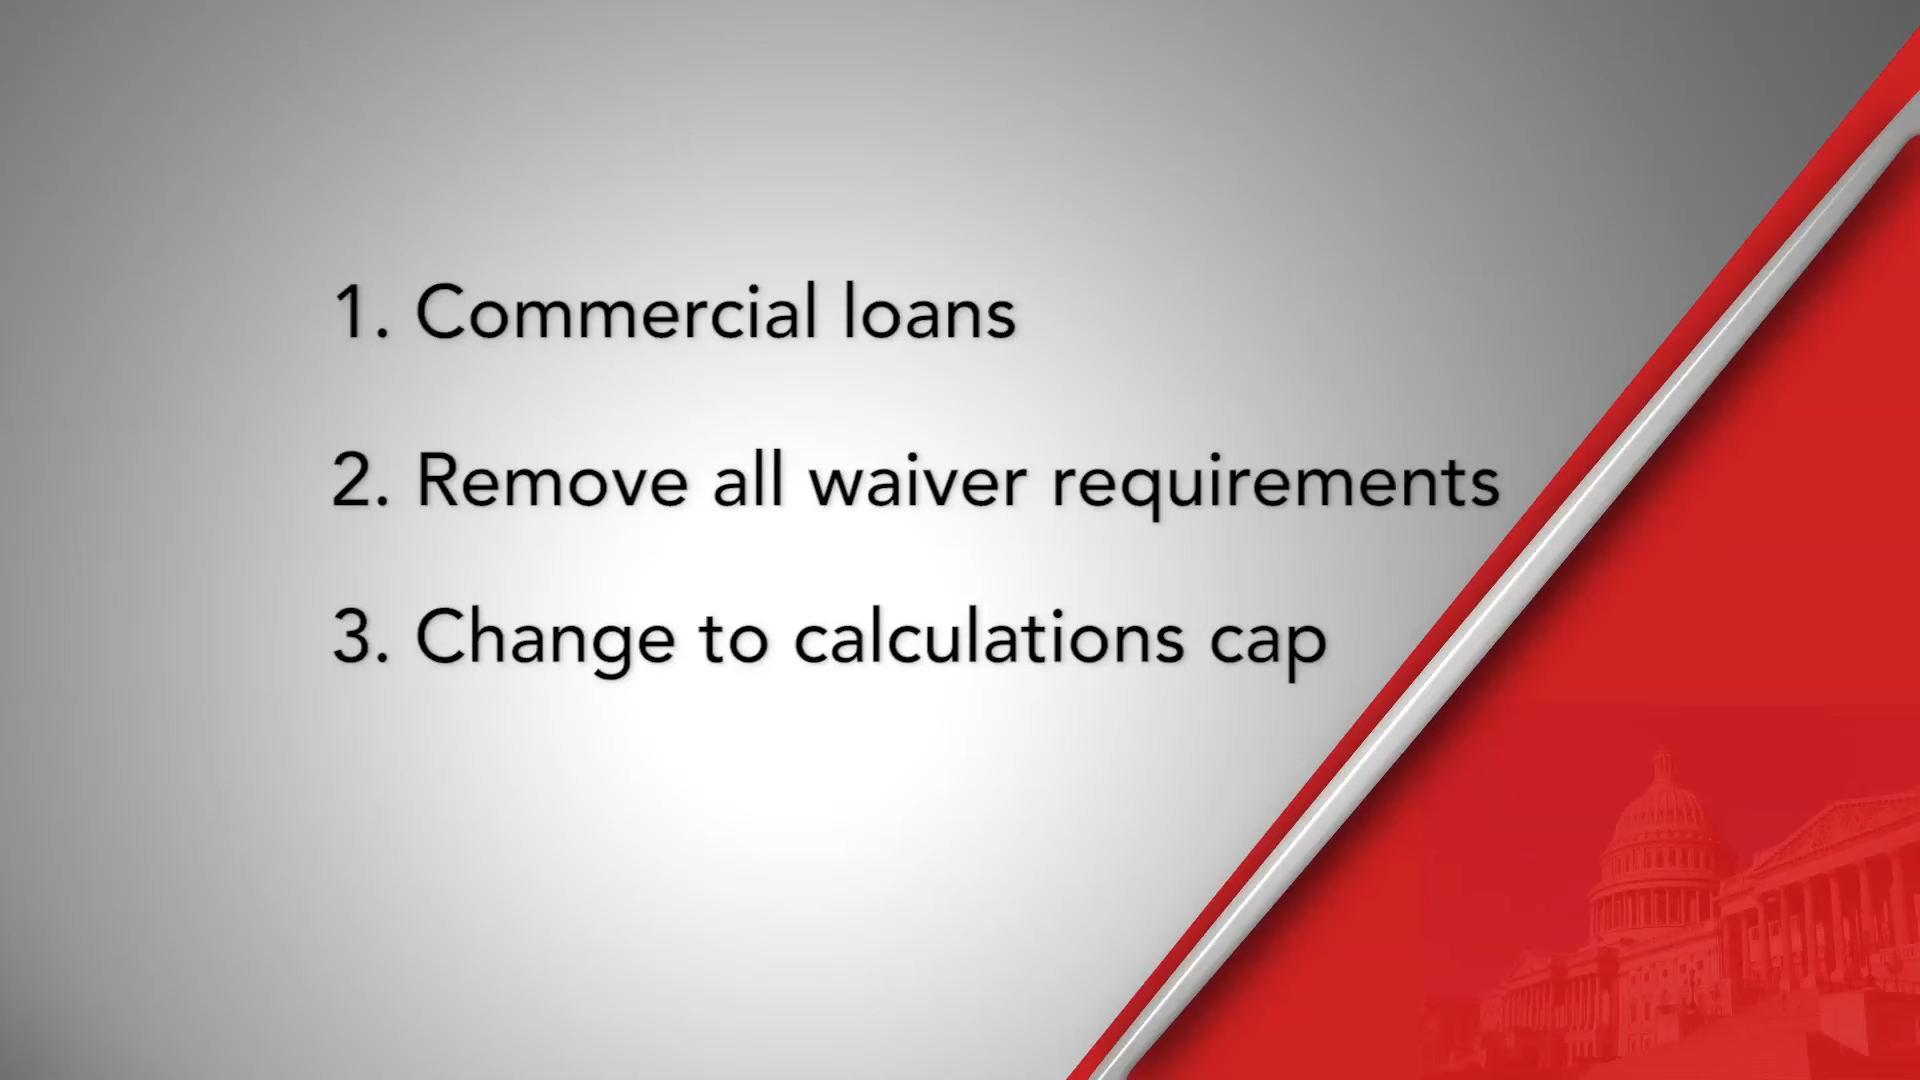 1. Commercial loans
2. Remove all waiver requirements
3. Change to calculations cap